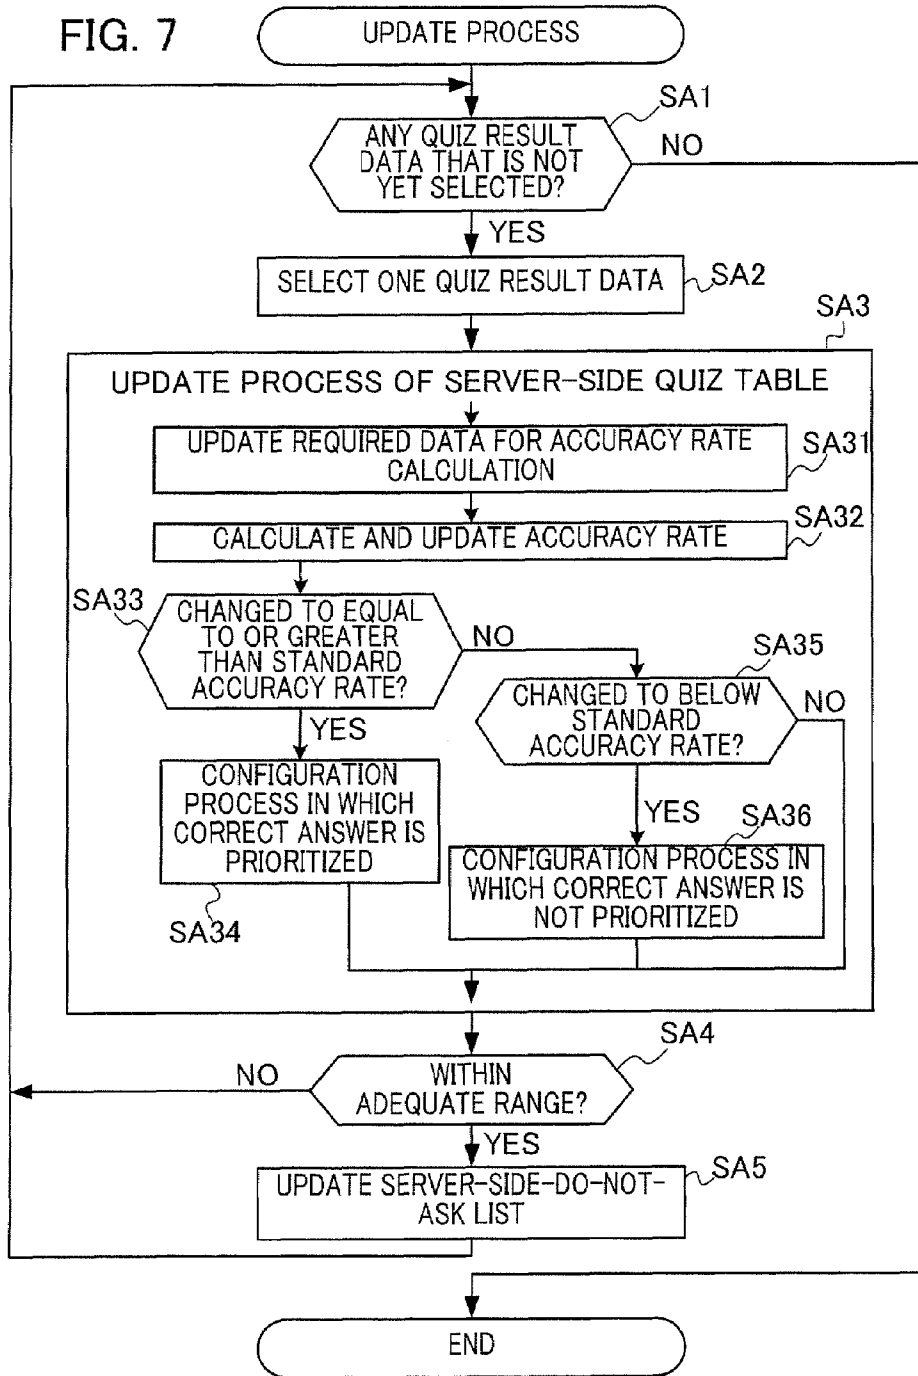 FIG. 7
UPDATE PROCESS
SA1
ANY QUIZ RESULT
DATA THAT IS NOT
YET SELECTED?
NO
YES
SELECT ONE QUIZ RESULT DATA
SA2
SA3
UPDATE PROCESS OF SERVER-SIDE QUIZ TABLE
UPDATE REQUIRED DATA FOR ACCURACY RATE
CALCULATION
SA31
CALCULATE AND UPDATE ACCURACY RATE
SA32
SA33
CHANGED TO EQUAL
TO OR GREATER
THAN STANDARD
ACCURACY RATE?
NO
YES
SA35
CHANGED TO BELOW
STANDARD
ACCURACY RATE?
NO
YES
CONFIGURATION
PROCESS IN WHICH
CORRECT ANSWER IS
PRIORITIZED
SA34
SA36
CONFIGURATION PROCESS IN
WHICH CORRECT ANSWER IS
NOT PRIORITIZED
SA4
WITHIN
ADEQUATE RANGE?
NO
YES
SA5
UPDATE SERVER-SIDE-DO-NOT-
ASK LIST
END